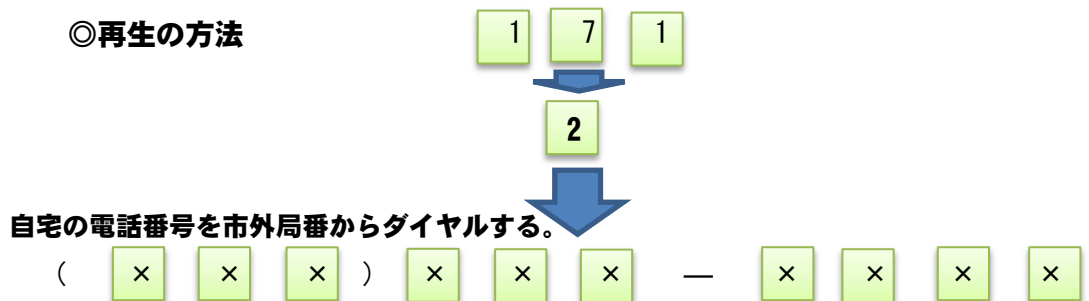 ◎再生の方法 1 7 1
2
自宅の電話番号を市外局番からダイヤルする。
( × × × ) × × × ― × × × ×